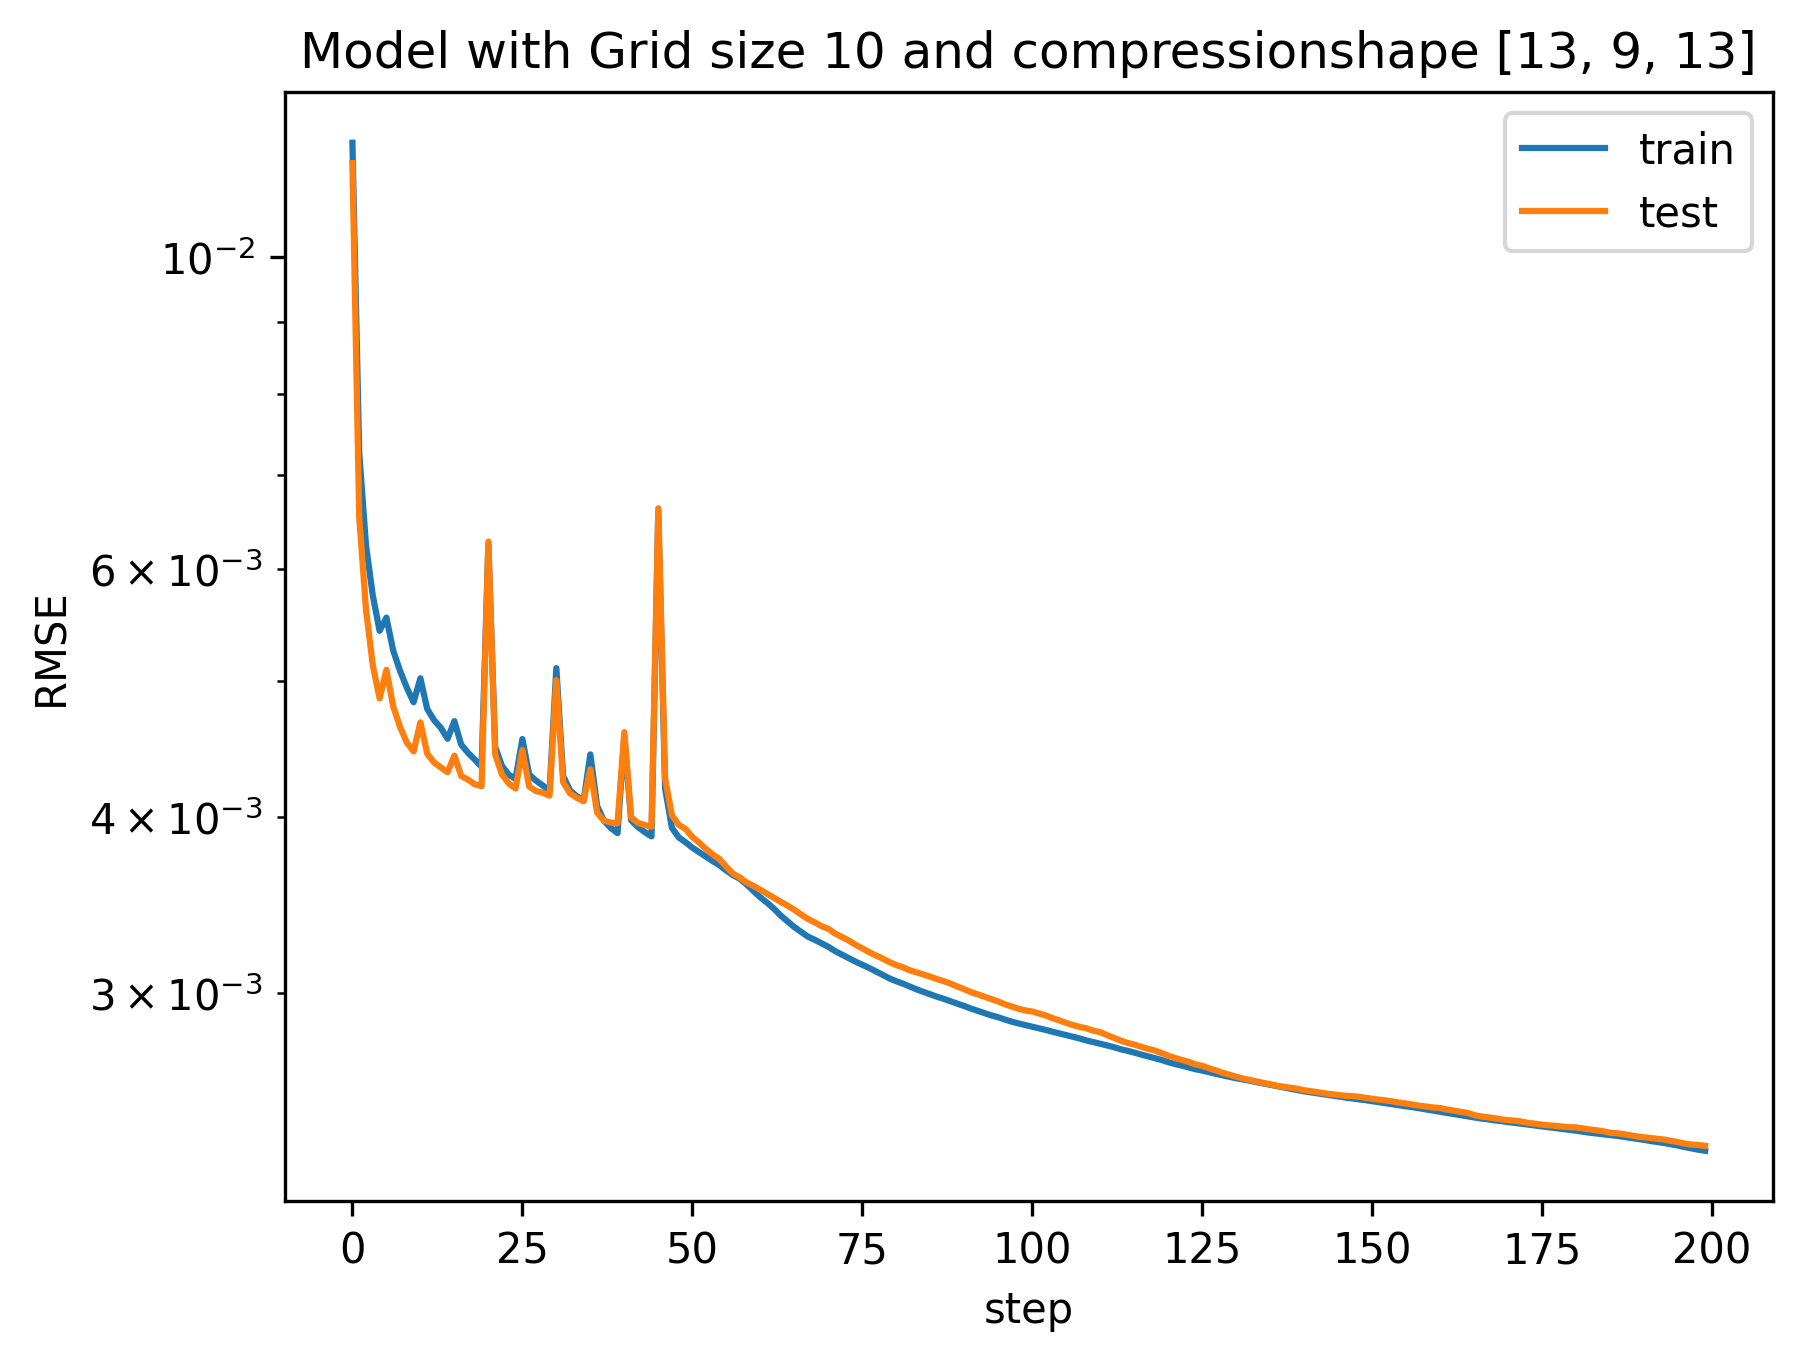 Model with Grid size 10 and compressionshape [13, 9, 13]
train
test
10⁻²
6 × 10⁻³
4 × 10⁻³
3 × 10⁻³
RMSE
0 25 50 75 100 125 150 175 200
step